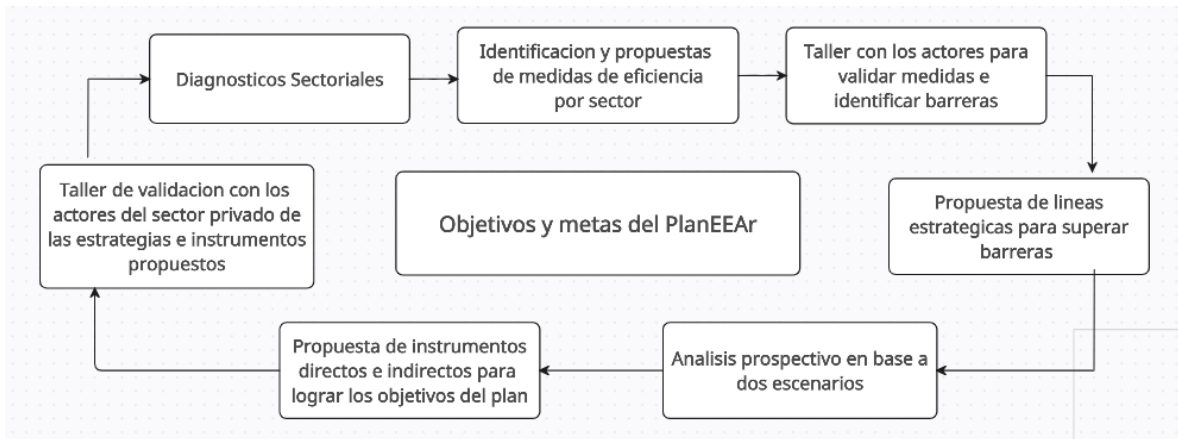 Diagnosticos Sectoriales
Identificacion y propuestas
de medidas de eficiencia
por sector
Taller con los actores para
validar medidas e
identificar barreras
Propuesta de lineas
estrategicas para superar
barreras
Analisis prospectivo en base a
dos escenarios
Propuesta de instrumentos
directos e indirectos para
lograr los objetivos del plan
Taller de validacion con los
actores del sector privado de
las estrategias e instrumentos
propuestos
Objetivos y metas del PlanEEAr